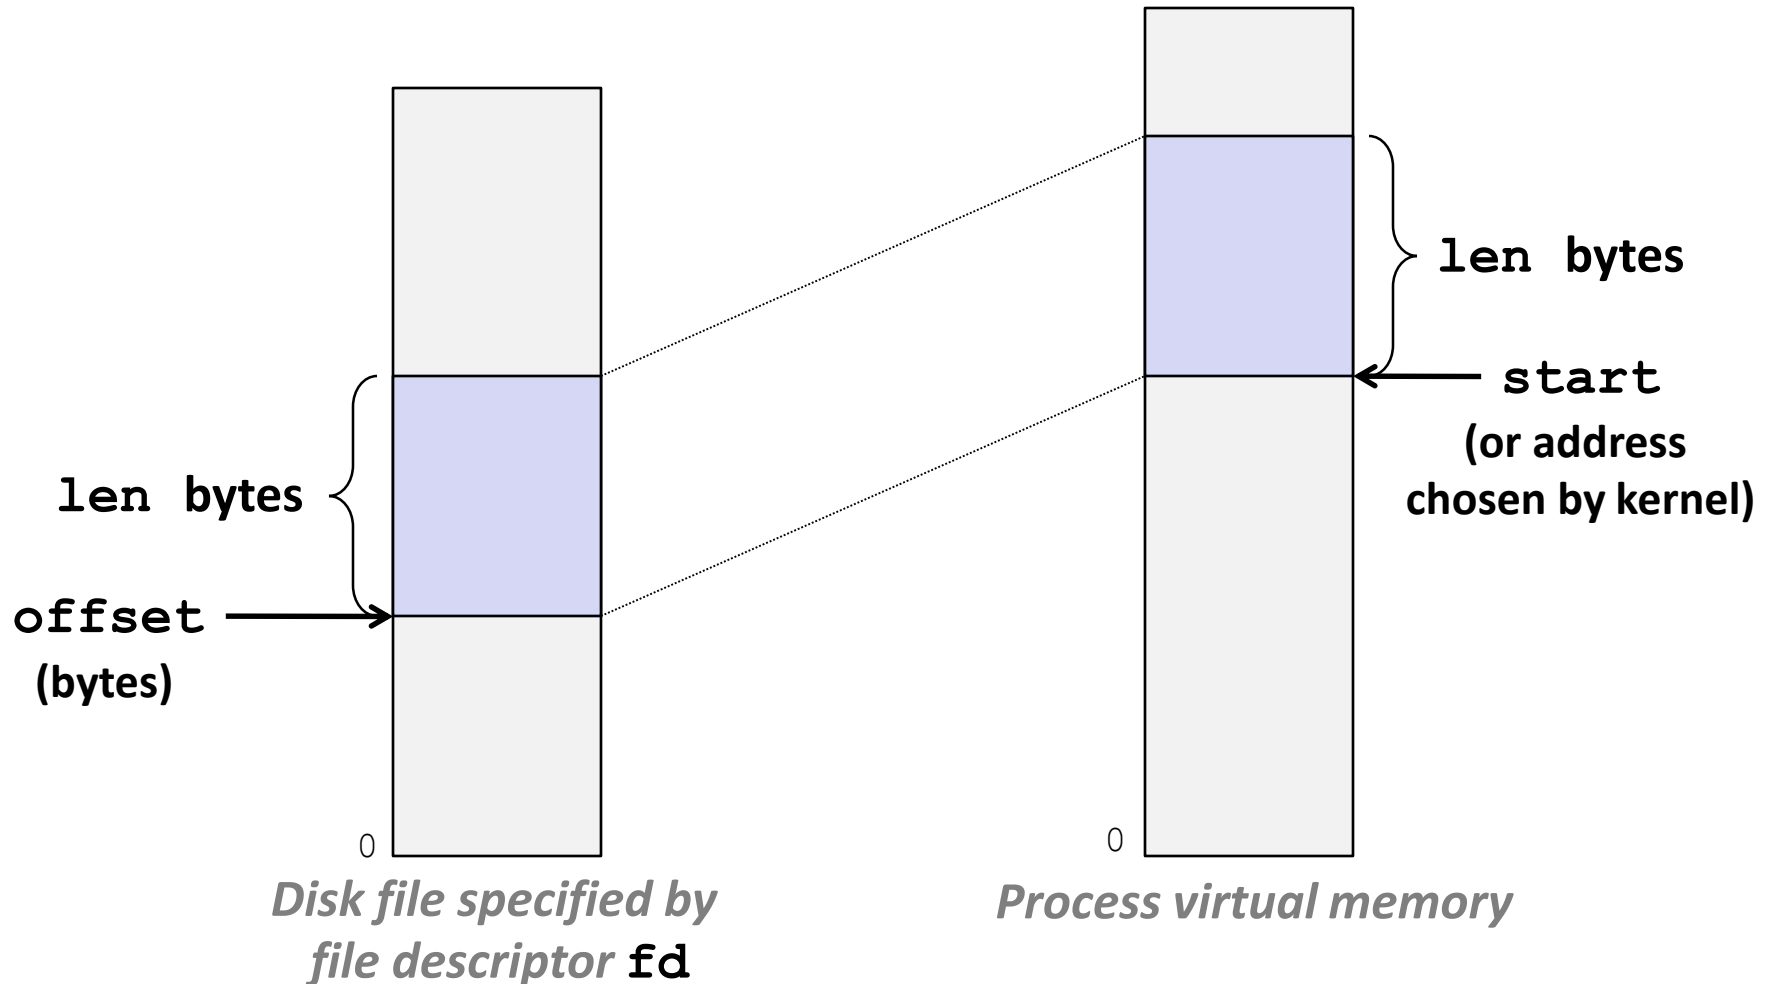 len bytes
start
(or address
chosen by kernel)
len bytes
offset
(bytes)
0
0
Disk file specified by
file descriptor fd
Process virtual memory